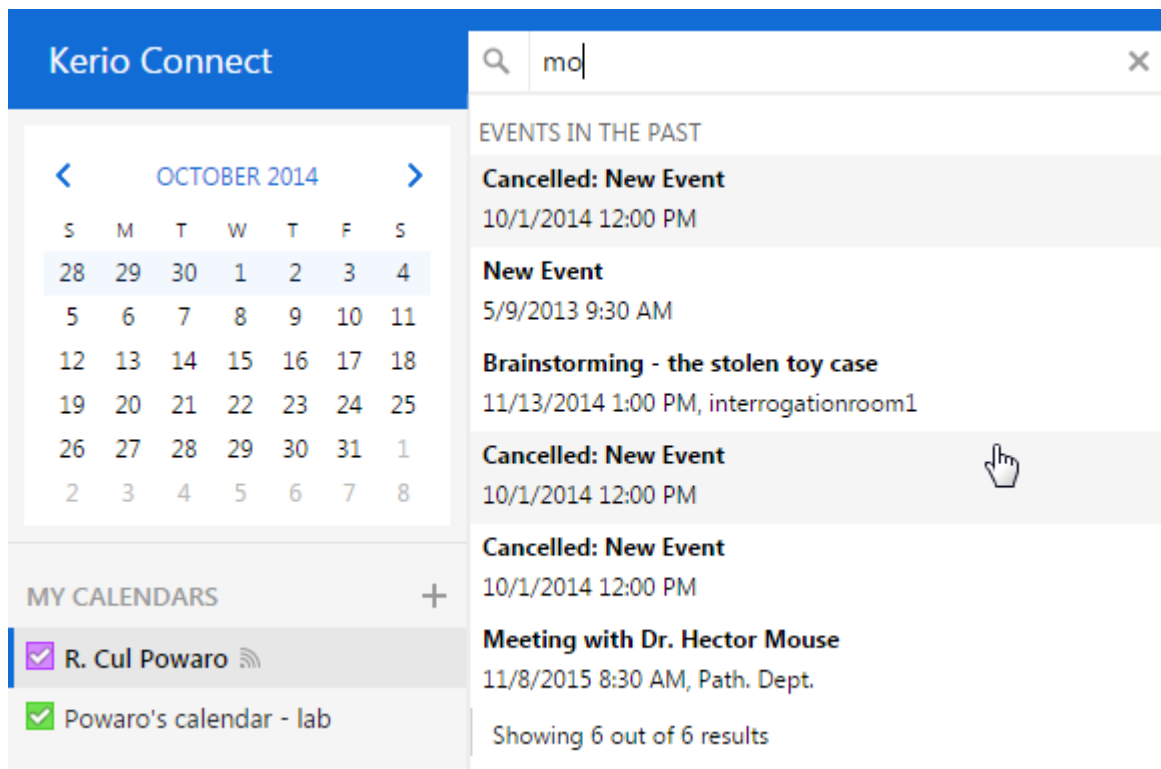 Kerio Connect
mo
OCTOBER 2014
S M T W T F S
28 29 30 1 2 3 4
5 6 7 8 9 10 11
12 13 14 15 16 17 18
19 20 21 22 23 24 25
26 27 28 29 30 31 1
2 3 4 5 6 7 8
MY CALENDARS
R. Cul Powaro
Powaro's calendar - lab
EVENTS IN THE PAST
Cancelled: New Event
10/1/2014 12:00 PM
New Event
5/9/2013 9:30 AM
Brainstorming - the stolen toy case
11/13/2014 1:00 PM, interrogationroom1
Cancelled: New Event
10/1/2014 12:00 PM
Cancelled: New Event
10/1/2014 12:00 PM
Meeting with Dr. Hector Mouse
11/8/2015 8:30 AM, Path. Dept.
Showing 6 out of 6 results